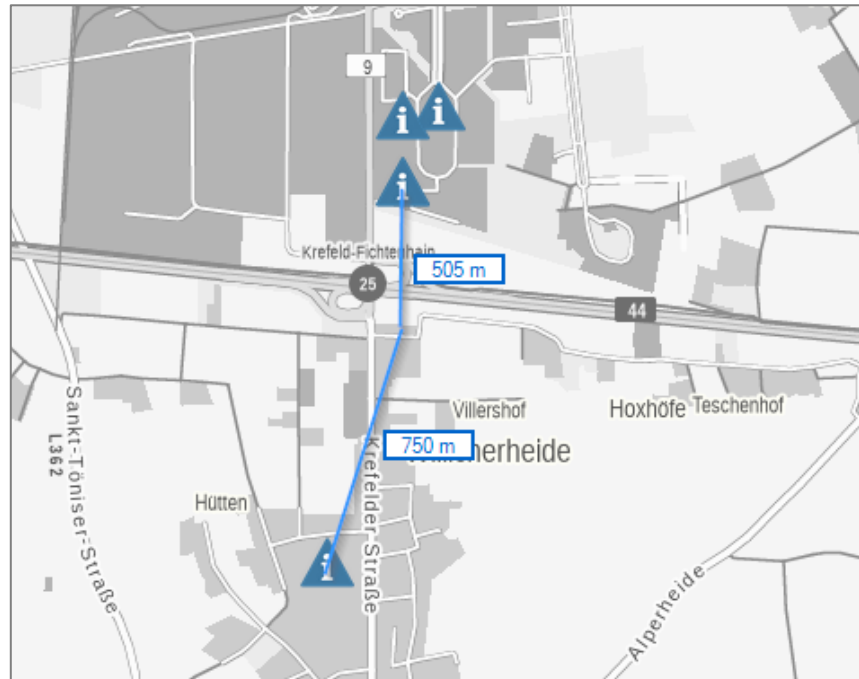 9
Krefeld-Fichtenhain
25
505 m
44
Villershof
Hoxhöfe
Teschenhof
750 m
Hütten
Krefelder-Straße
Sankt-Töniser-Straße
L362
Alperheide
i
i
i
i